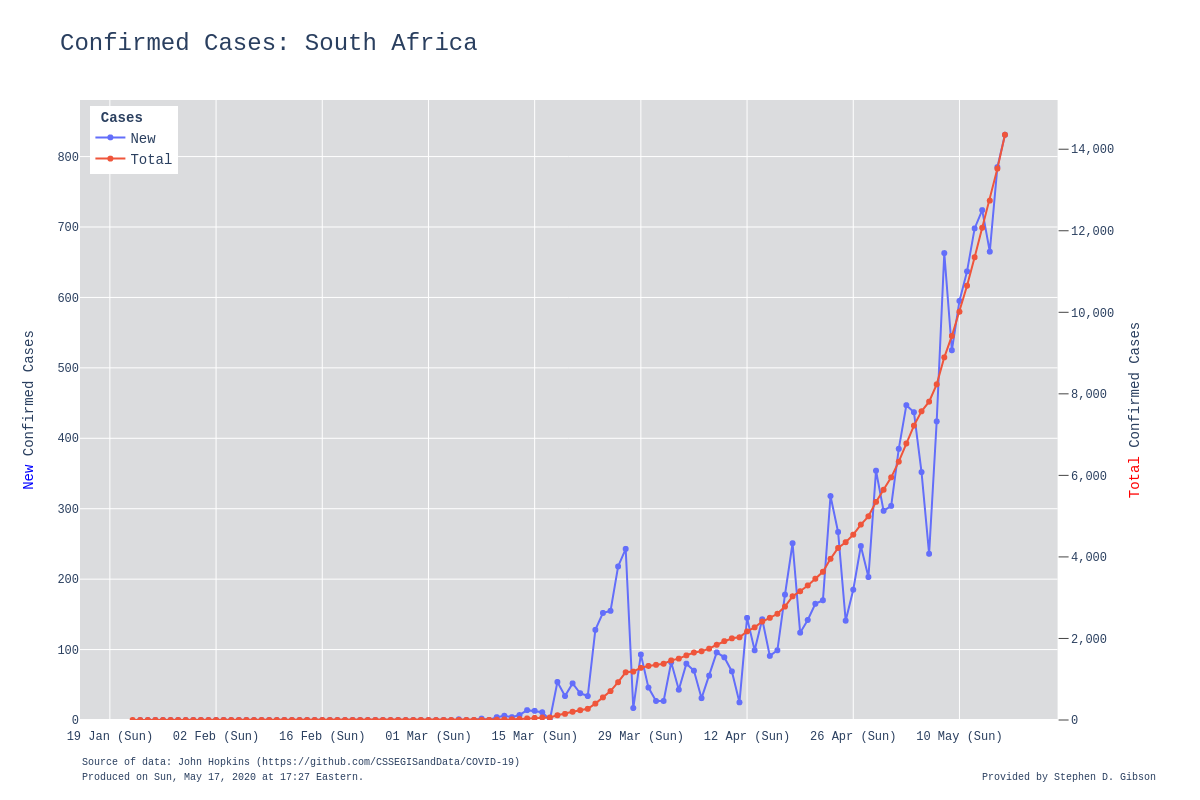 Confirmed Cases: South Africa
Cases
New
Total
800
700
600
500
400
300
200
100
0
New Confirmed Cases
14,000
12,000
10,000
8,000
6,000
4,000
2,000
0
Total Confirmed Cases
19 Jan (Sun) 02 Feb (Sun) 16 Feb (Sun) 01 Mar (Sun) 15 Mar (Sun) 29 Mar (Sun) 12 Apr (Sun) 26 Apr (Sun) 10 May (Sun)
Source of data: John Hopkins (https://github.com/CSSEGISandData/COVID-19)
Produced on Sun, May 17, 2020 at 17:27 Eastern.
Provided by Stephen D. Gibson